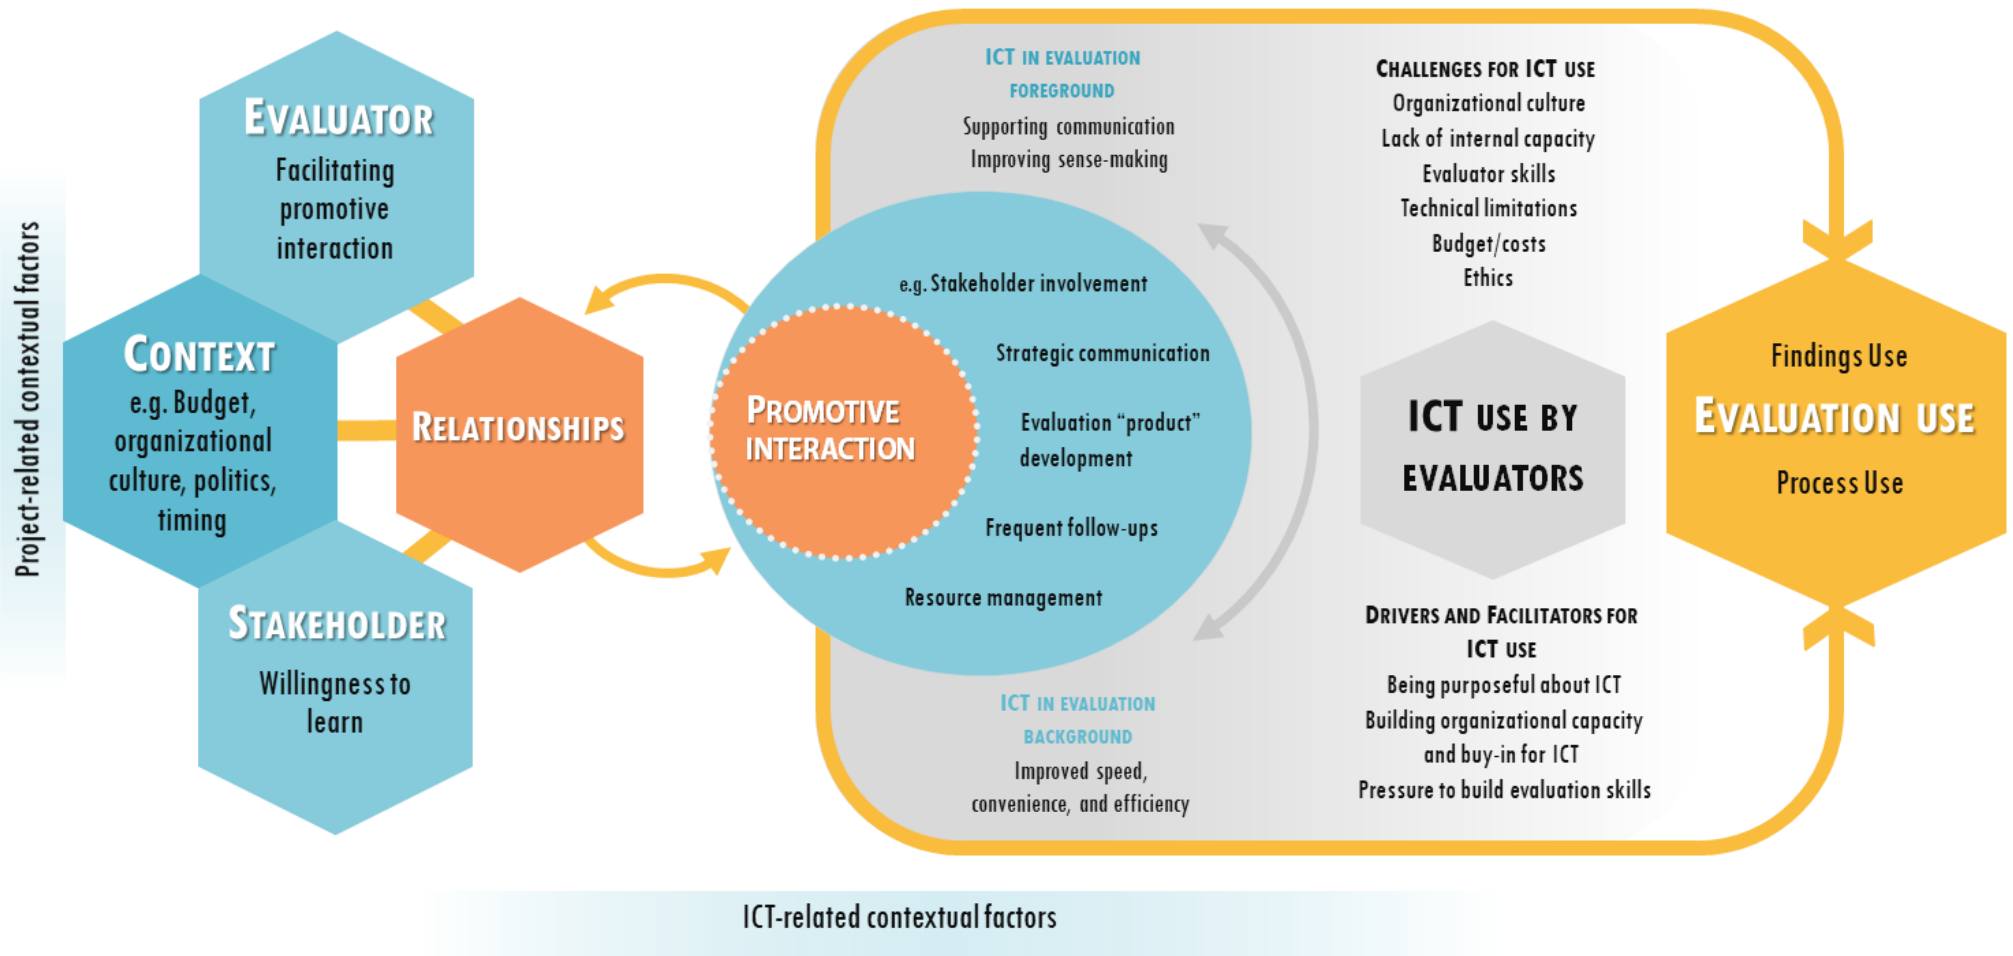 Project-related contextual factors
EVALUATOR
Facilitating
promotive
interaction
CONTEXT
e.g. Budget,
organizational
culture, politics,
timing
STAKEHOLDER
Willingness to
learn
RELATIONSHIPS
PROMOTIVE
INTERACTION
e.g. Stakeholder involvement
Strategic communication
Evaluation “product”
development
Frequent follow-ups
Resource management
ICT IN EVALUATION
FOREGROUND
Supporting communication
Improving sense-making
ICT IN EVALUATION
BACKGROUND
Improved speed,
convenience, and efficiency
CHALLENGES FOR ICT USE
Organizational culture
Lack of internal capacity
Evaluator skills
Technical limitations
Budget/costs
Ethics
ICT USE BY
EVALUATORS
DRIVERS AND FACILITATORS FOR
ICT USE
Being purposeful about ICT
Building organizational capacity
and buy-in for ICT
Pressure to build evaluation skills
Findings Use
EVALUATION USE
Process Use
ICT-related contextual factors